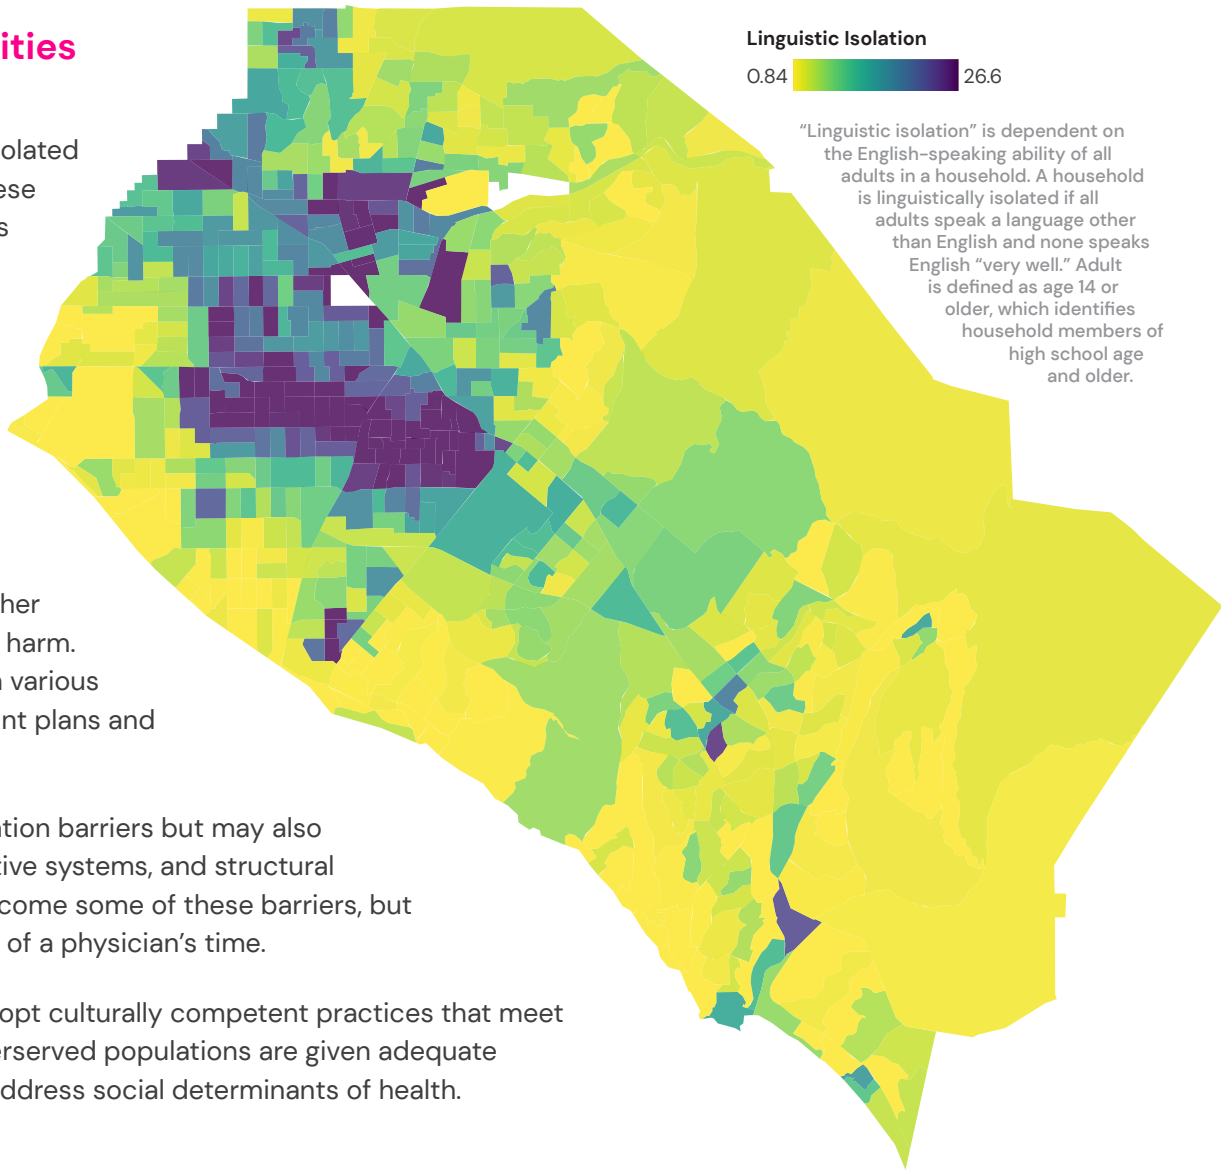 ities
olated
ese
s
her
harm.
various
nt plans and
ation barriers but may also
tive systems, and structural
come some of these barriers, but
of a physician’s time.
opt culturally competent practices that meet
erserved populations are given adequate
ddress social determinants of health.
Linguistic Isolation
0.84 26.6
“Linguistic isolation” is dependent on
the English-speaking ability of all
adults in a household. A household
is linguistically isolated if all
adults speak a language other
than English and none speaks
English “very well.” Adult
is defined as age 14 or
older, which identifies
household members of
high school age
and older.